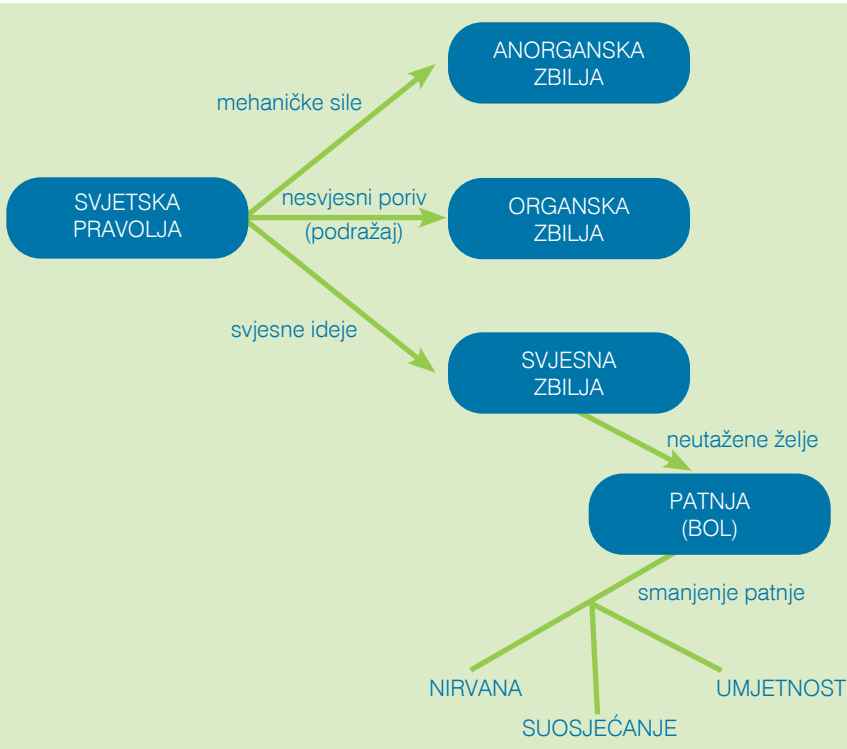 ANORGANSKA
ZBILJA
mehaničke sile
SVJETSKA
PRAVOLJA
nesvjesni poriv
(podražaj)
ORGANSKA
ZBILJA
svjesne ideje
SVJESNA
ZBILJA
neutažene želje
PATNJA
(BOL)
smanjenje patnje
NIRVANA
UMJETNOST
SUOSJEĆANJE